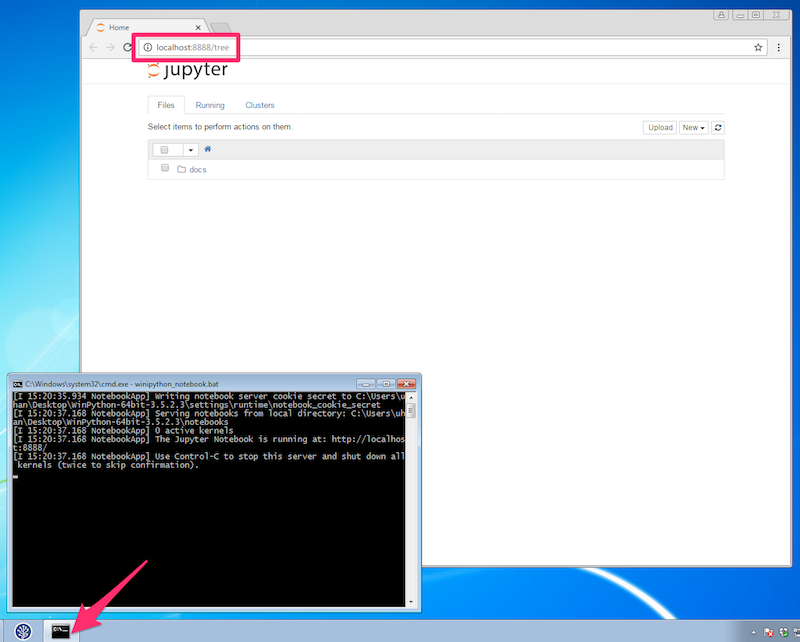 Home
localhost:8888/tree
jupyter
Files Running Clusters
Select items to perform actions on them.
Upload New
docs
C:\Windows\system32\cmd.exe - winipython_notebook.bat
[I 15:20:35.934 NotebookApp] Writing notebook server cookie secret to C:\Users\u
han\Desktop\WinPython-64bit-3.5.2.3\settings\runtime\notebook_cookie_secret
[I 15:20:37.168 NotebookApp] Serving notebooks from local directory: C:\Users\uh
an\Desktop\WinPython-64bit-3.5.2.3\notebooks
[I 15:20:37.168 NotebookApp] 0 active kernels
[I 15:20:37.168 NotebookApp] The Jupyter Notebook is running at: http://localhos
t:8888/
[I 15:20:37.168 NotebookApp] Use Control-C to stop this server and shut down all
kernels (twice to skip confirmation).